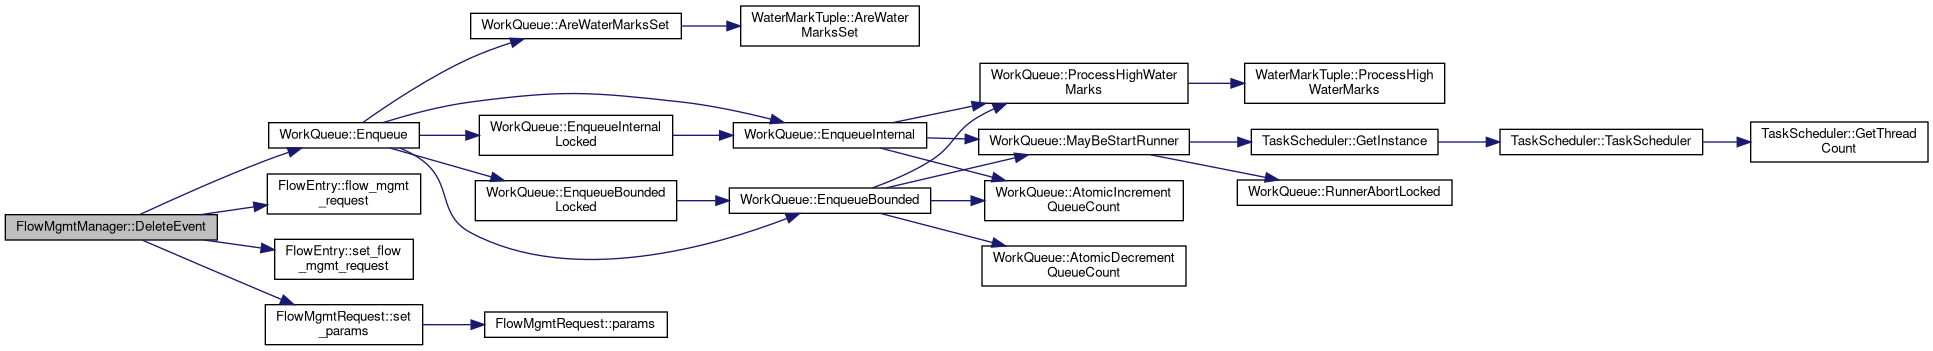 FlowMgmtManager::DeleteEvent
WorkQueue::Enqueue
FlowEntry::flow_mgmt
_request
FlowEntry::set_flow
_mgmt_request
FlowMgmtRequest::set
_params
WorkQueue::AreWaterMarksSet
WorkQueue::EnqueueInternal
Locked
WorkQueue::EnqueueBounded
Locked
FlowMgmtRequest::params
WaterMarkTuple::AreWater
MarksSet
WorkQueue::EnqueueInternal
WorkQueue::EnqueueBounded
WorkQueue::ProcessHighWater
Marks
WorkQueue::MayBeStartRunner
WorkQueue::AtomicIncrement
QueueCount
WorkQueue::AtomicDecrement
QueueCount
WaterMarkTuple::ProcessHigh
WaterMarks
TaskScheduler::GetInstance
WorkQueue::RunnerAbortLocked
TaskScheduler::TaskScheduler
TaskScheduler::GetThread
Count